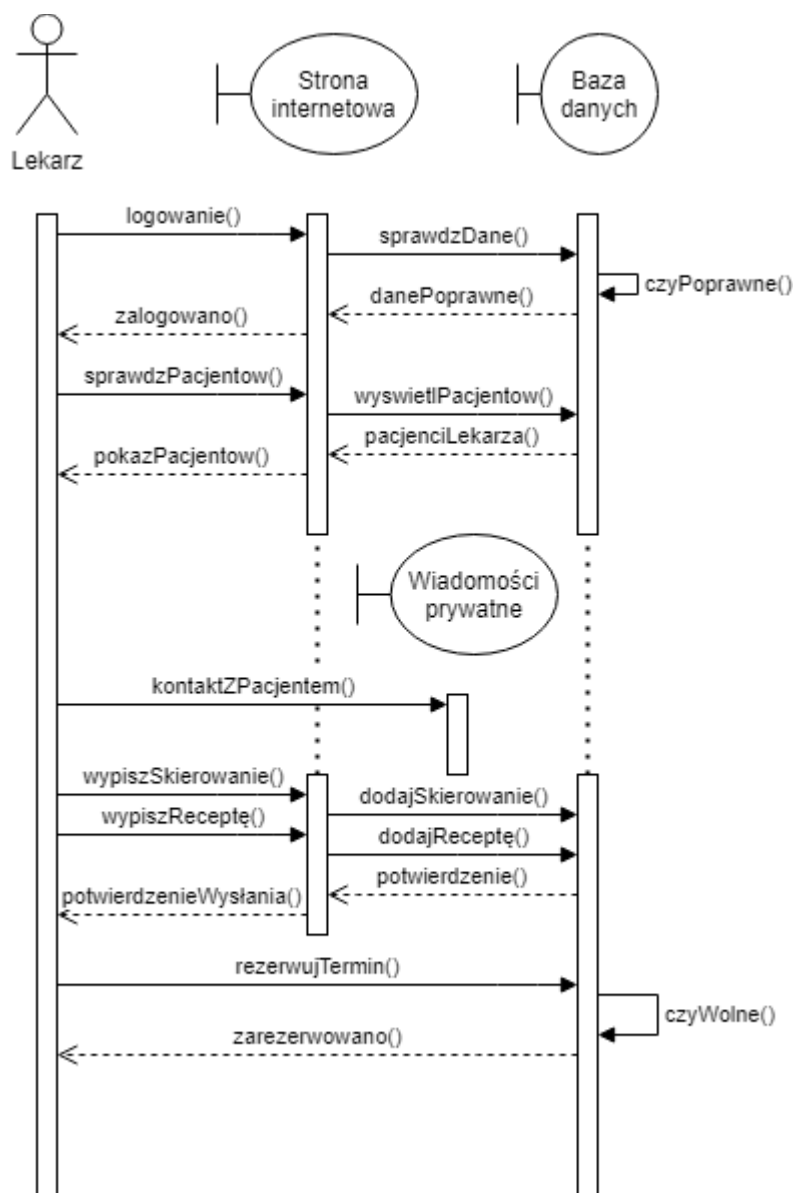 Strona
internetowa
Baza
danych
Lekarz
logowanie()
sprawdzDane()
czyPoprawne()
danePoprawne()
zalogowano()
sprawdzPacjentow()
wyswietlPacjentow()
pacjenciLekarza()
pokazPacjentow()
Wiadomości
prywatne
kontaktZPacjentem()
wypiszSkierowanie()
dodajSkierowanie()
wypiszReceptę()
dodajReceptę()
potwierdzenie()
potwierdzenieWysłania()
rezerwujTermin()
czyWolne()
zarezerwowano()